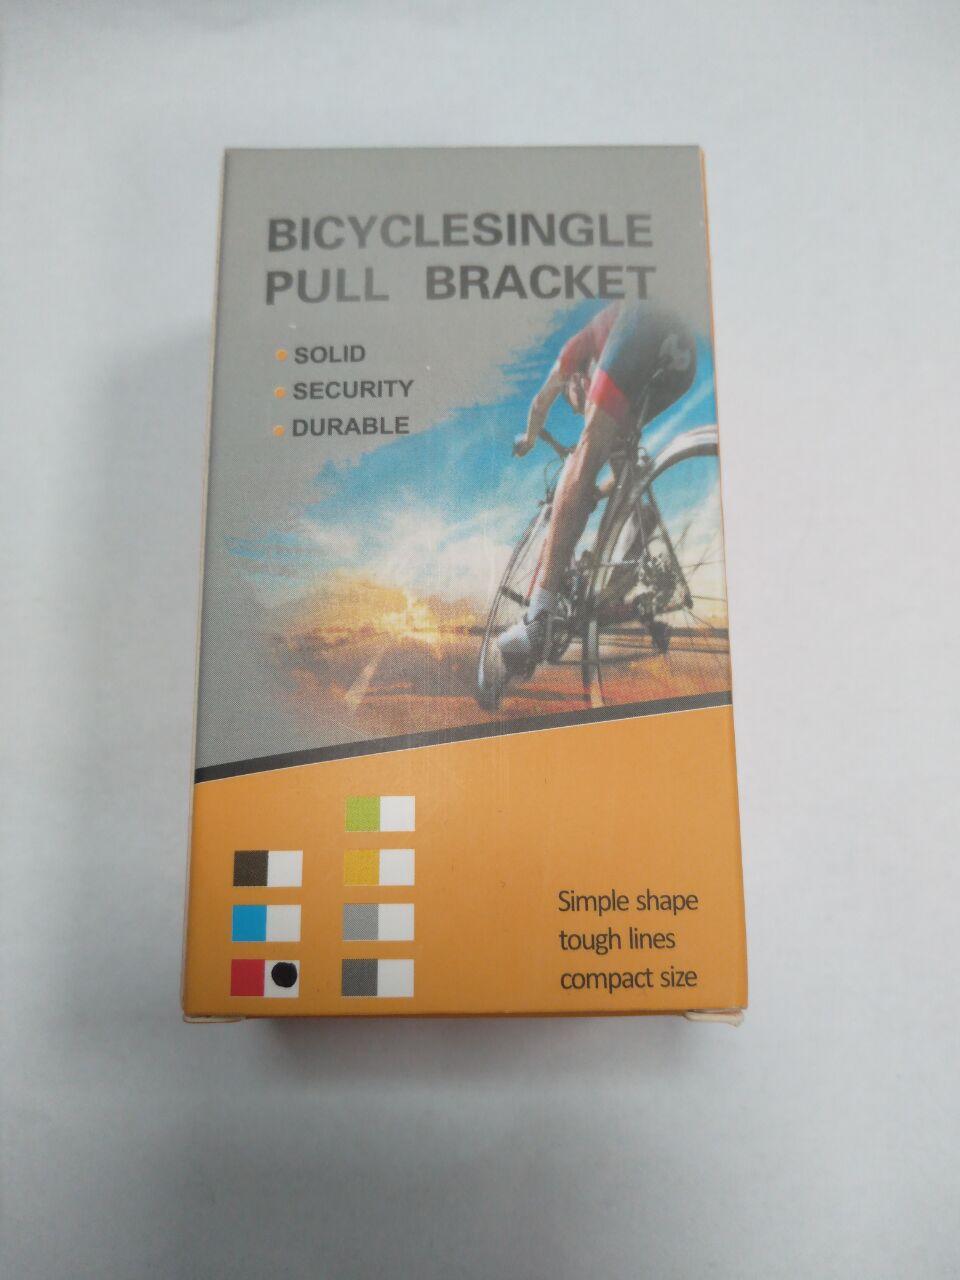 BICYCLESINGLE
PULL BRACKET
SOLID
SECURITY
DURABLE
Simple shape
tough lines
compact size